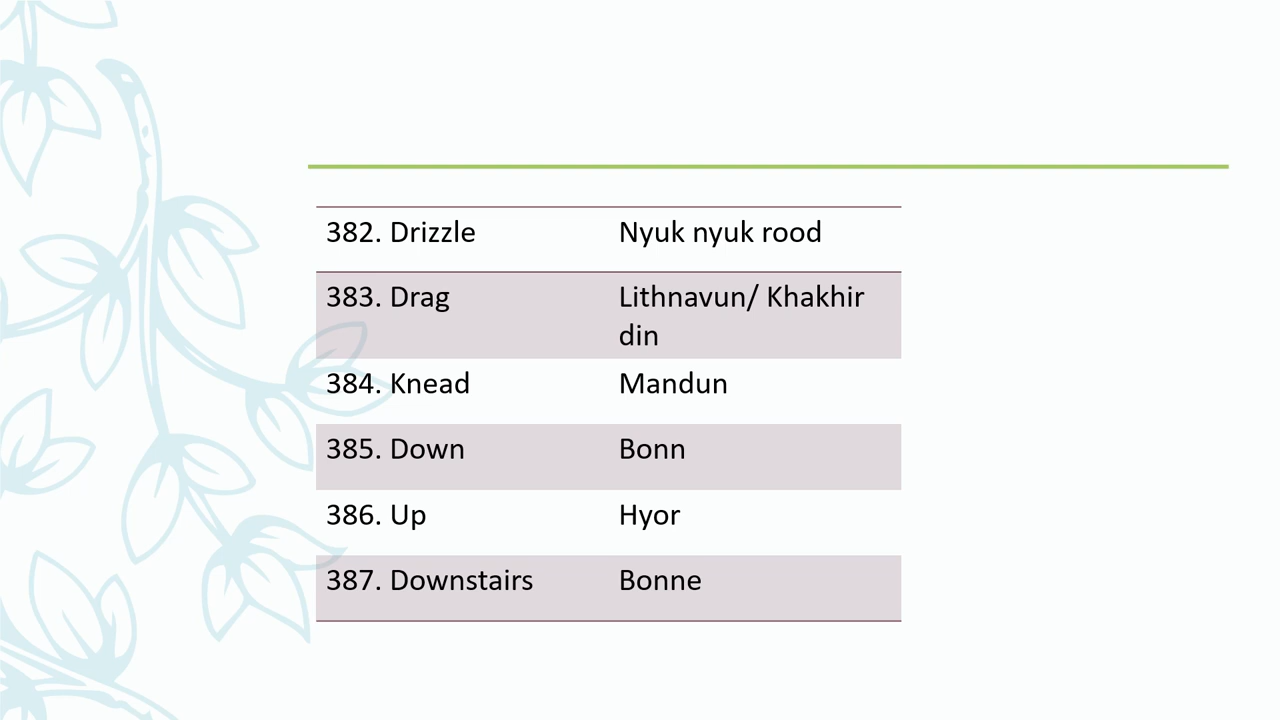 382. Drizzle Nyuk nyuk rood
383. Drag Lithnavun/ Khakhir
din
384. Knead Mandun
385. Down Bonn
386. Up Hyor
387. Downstairs Bonne